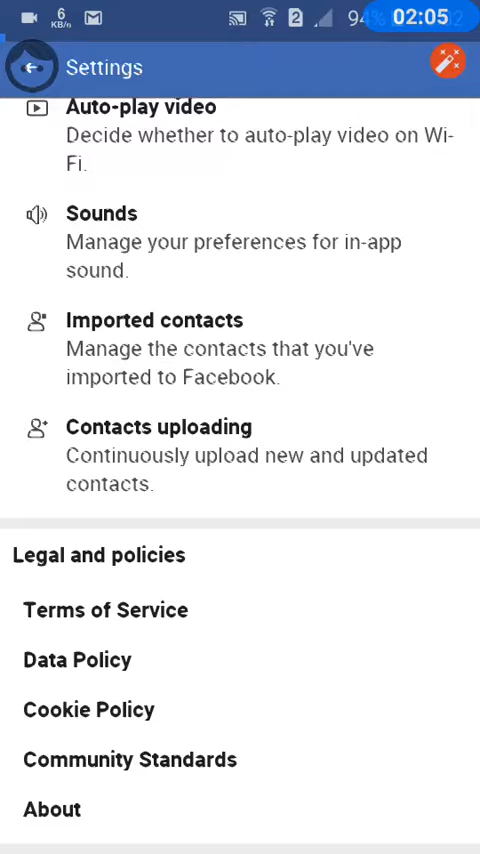 6
KB/n
2
94%
02:05
Settings
Auto-play video
Decide whether to auto-play video on Wi-
Fi.
Sounds
Manage your preferences for in-app
sound.
Imported contacts
Manage the contacts that you've
imported to Facebook.
Contacts uploading
Continuously upload new and updated
contacts.
Legal and policies
Terms of Service
Data Policy
Cookie Policy
Community Standards
About